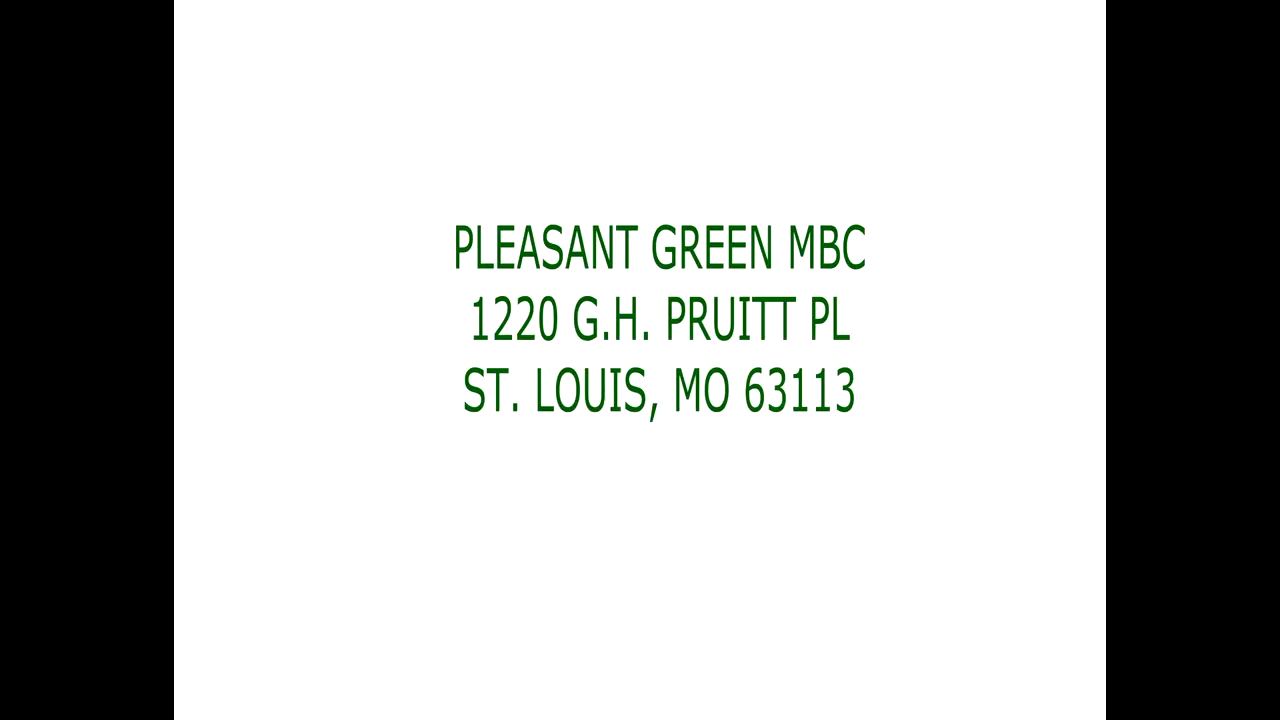 PLEASANT GREEN MBC
1220 G.H. PRUITT PL
ST. LOUIS, MO 63113